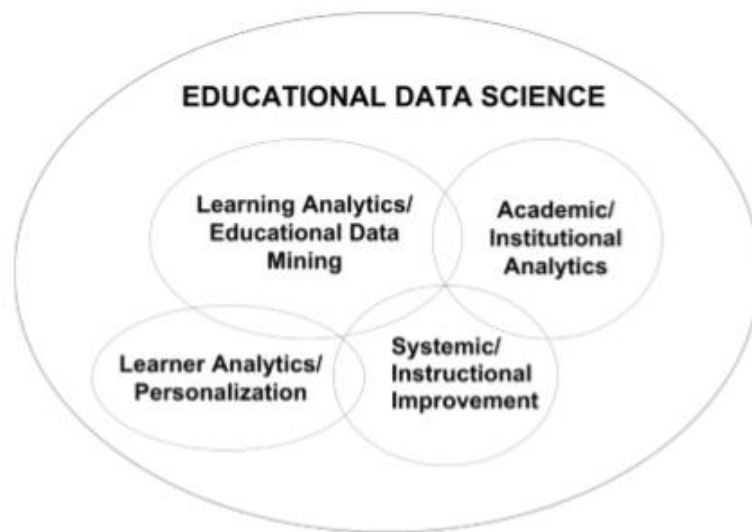 EDUCATIONAL DATA SCIENCE
Learning Analytics/
Educational Data
Mining
Academic/
Institutional
Analytics
Learner Analytics/
Personalization
Systemic/
Instructional
Improvement